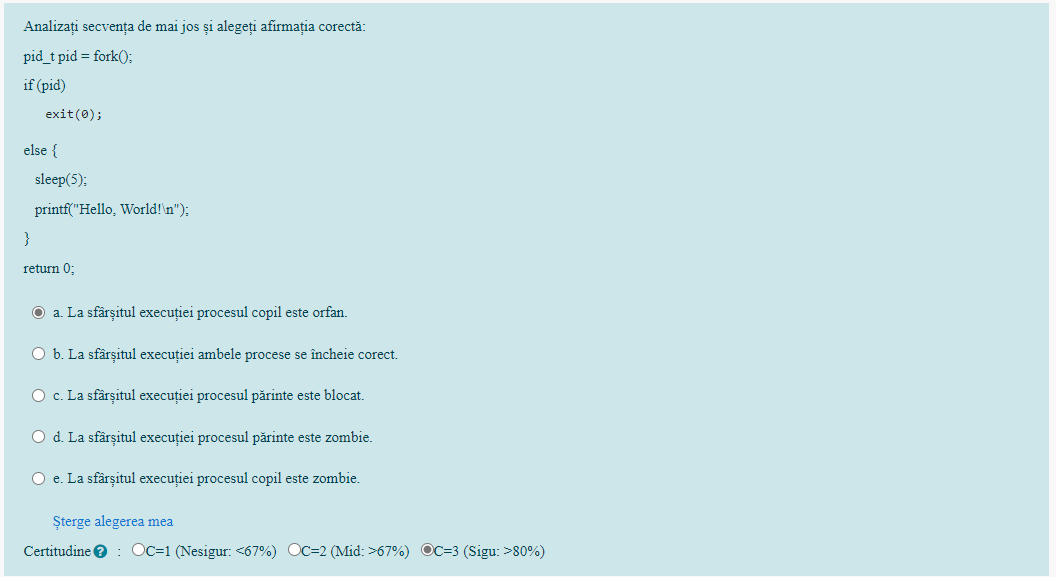 Analizați secvența de mai jos și alegeți afirmația corectă:
pid_t pid = fork();
if (pid)
exit(0);
else {
sleep(5);
printf("Hello, World!\n");
}
return 0;
a. La sfârșitul execuției procesul copil este orfan.
b. La sfârșitul execuției ambele procese se încheie corect.
c. La sfârșitul execuției procesul părinte este blocat.
d. La sfârșitul execuției procesul părinte este zombie.
e. La sfârșitul execuției procesul copil este zombie.
Șterge alegerea mea
Certitudine ? : C=1 (Nesigur: <67%) C=2 (Mid: >67%) C=3 (Sigu: >80%)